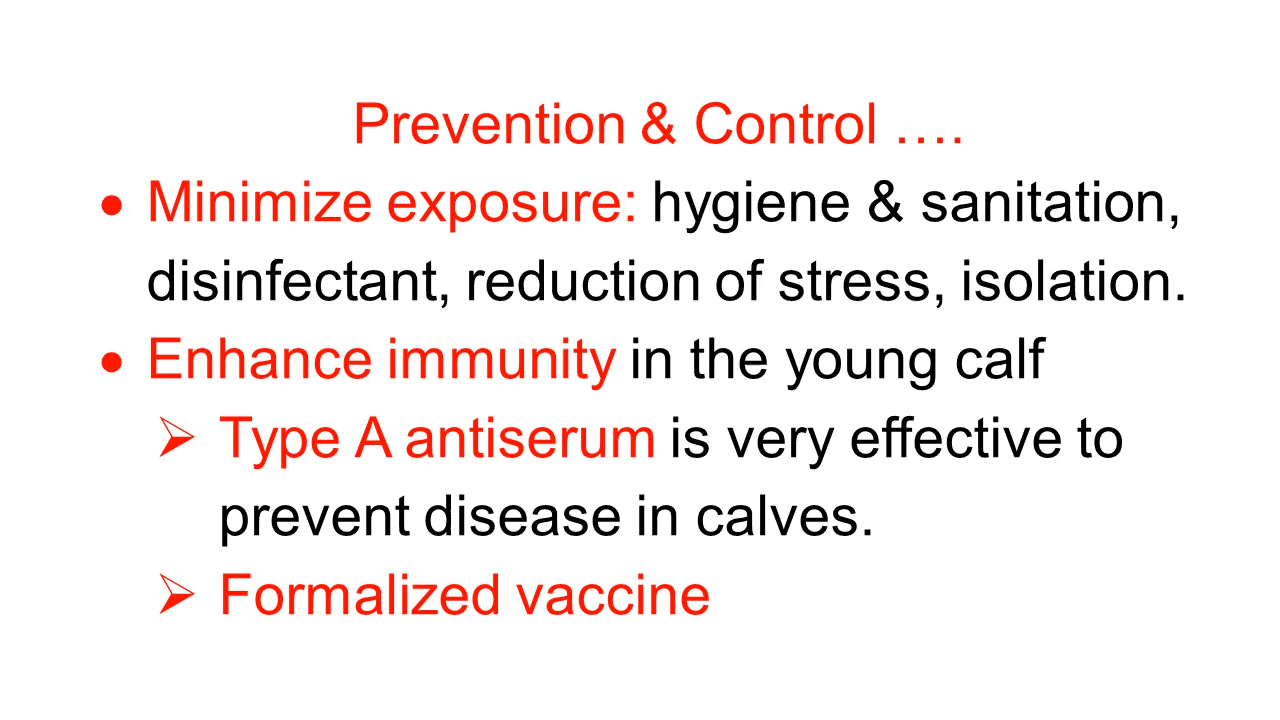 Prevention & Control ….
• Minimize exposure: hygiene & sanitation,
disinfectant, reduction of stress, isolation.
• Enhance immunity in the young calf
➢ Type A antiserum is very effective to
prevent disease in calves.
➢ Formalized vaccine